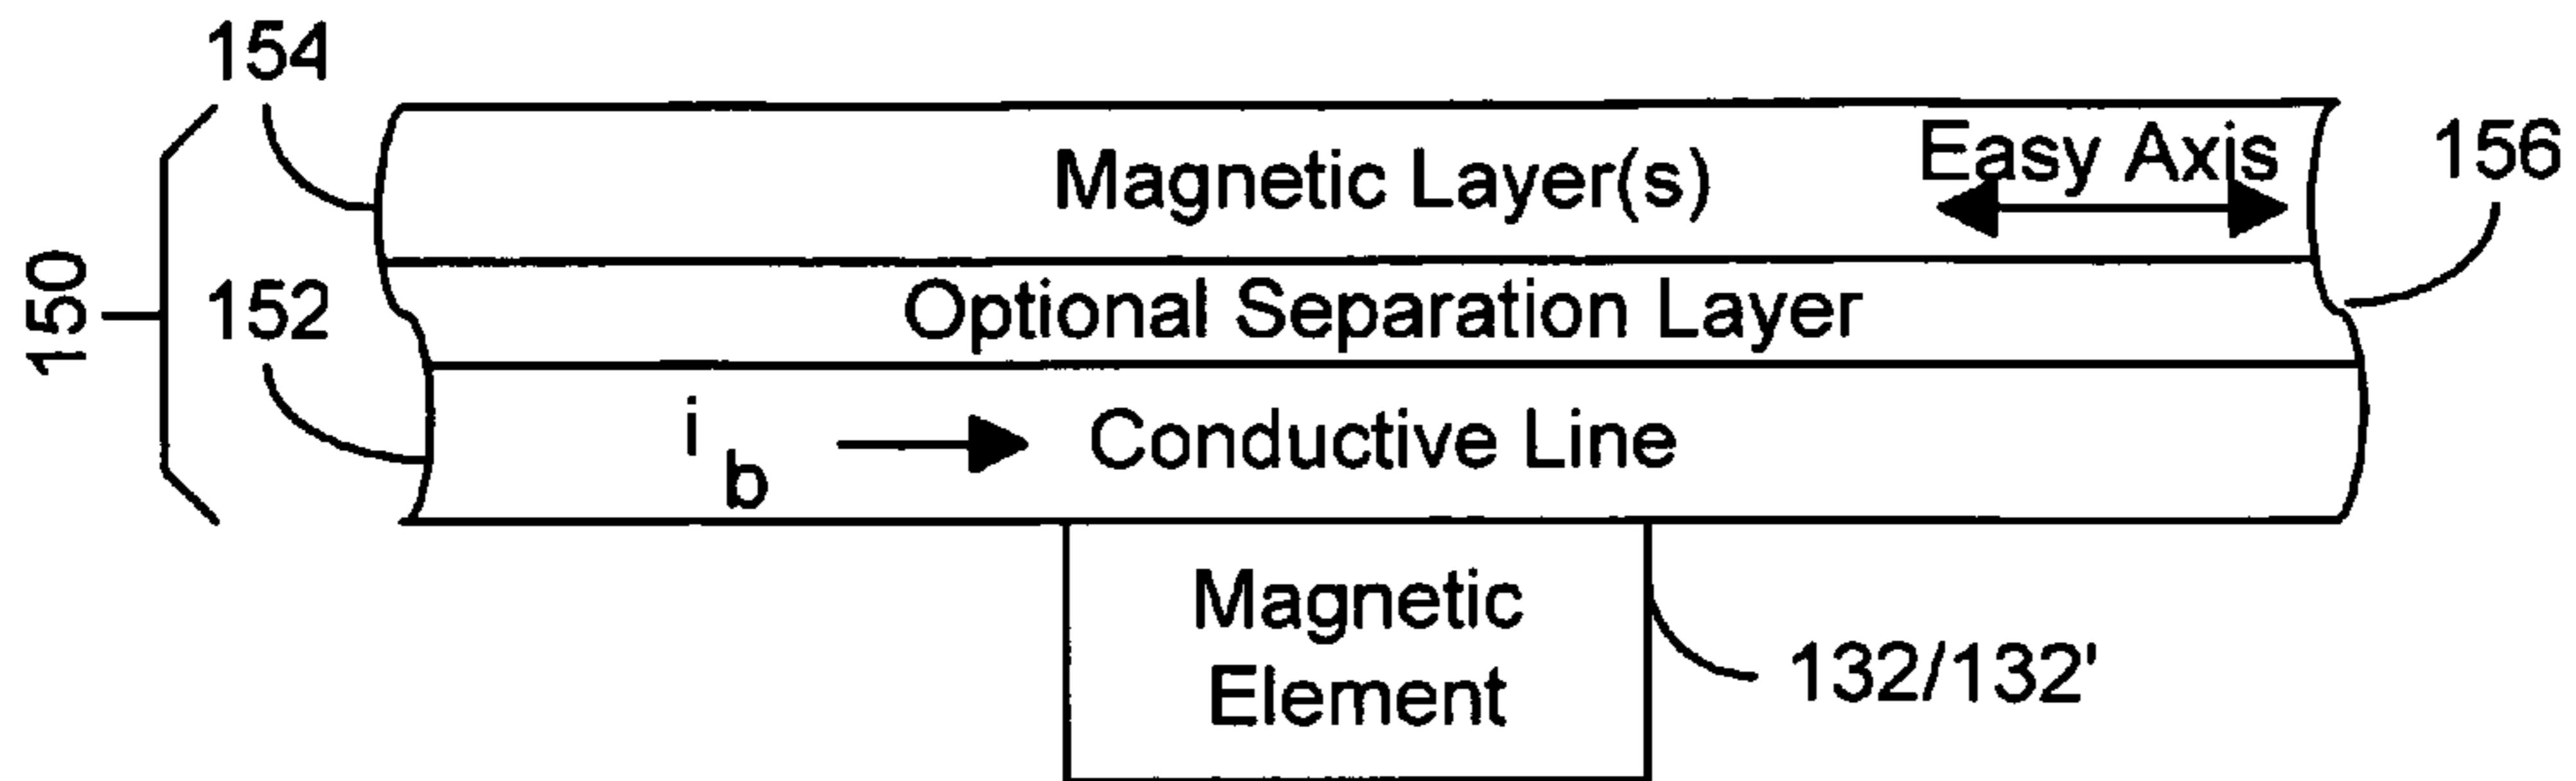 154
Magnetic Layer(s)
Easy Axis
156
150
152
Optional Separation Layer
i b
Conductive Line
Magnetic
Element
132/132'